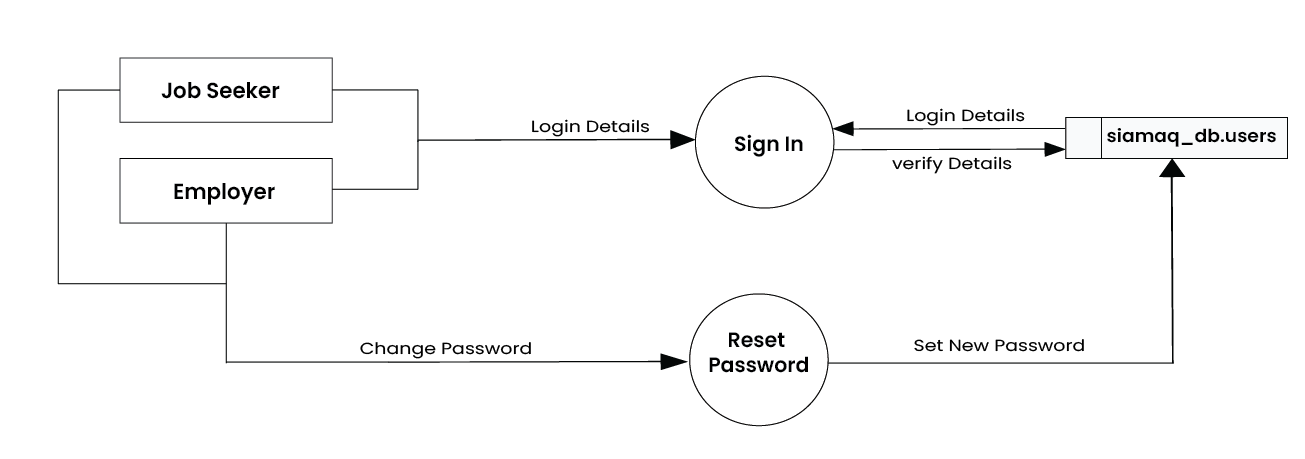 Job Seeker
Employer
Login Details
Sign In
Login Details
verify Details
siamaq_db.users
Change Password
Reset
Password
Set New Password